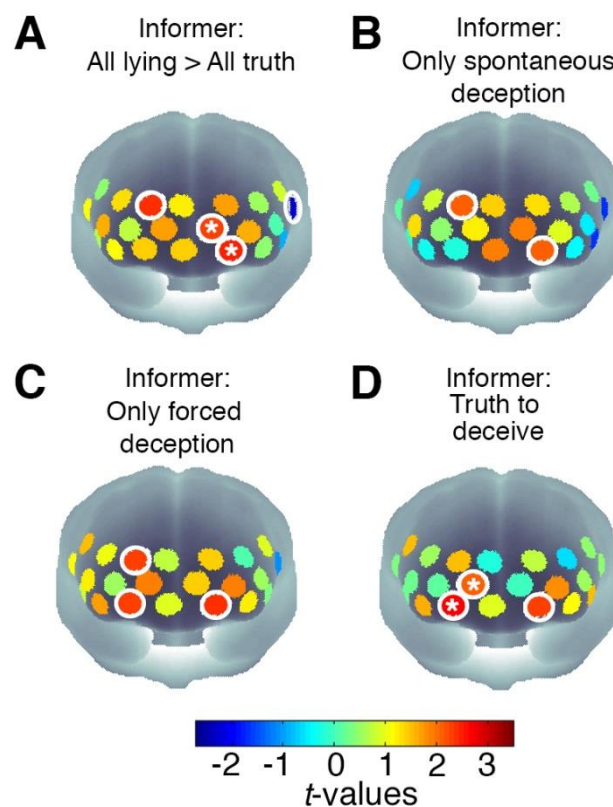 A
Informer:
All lying > All truth
B
Informer:
Only spontaneous
deception
*
*
C
Informer:
Only forced
deception
D
Informer:
Truth to
deceive
*
*
-2 -1 0 1 2 3
t-values